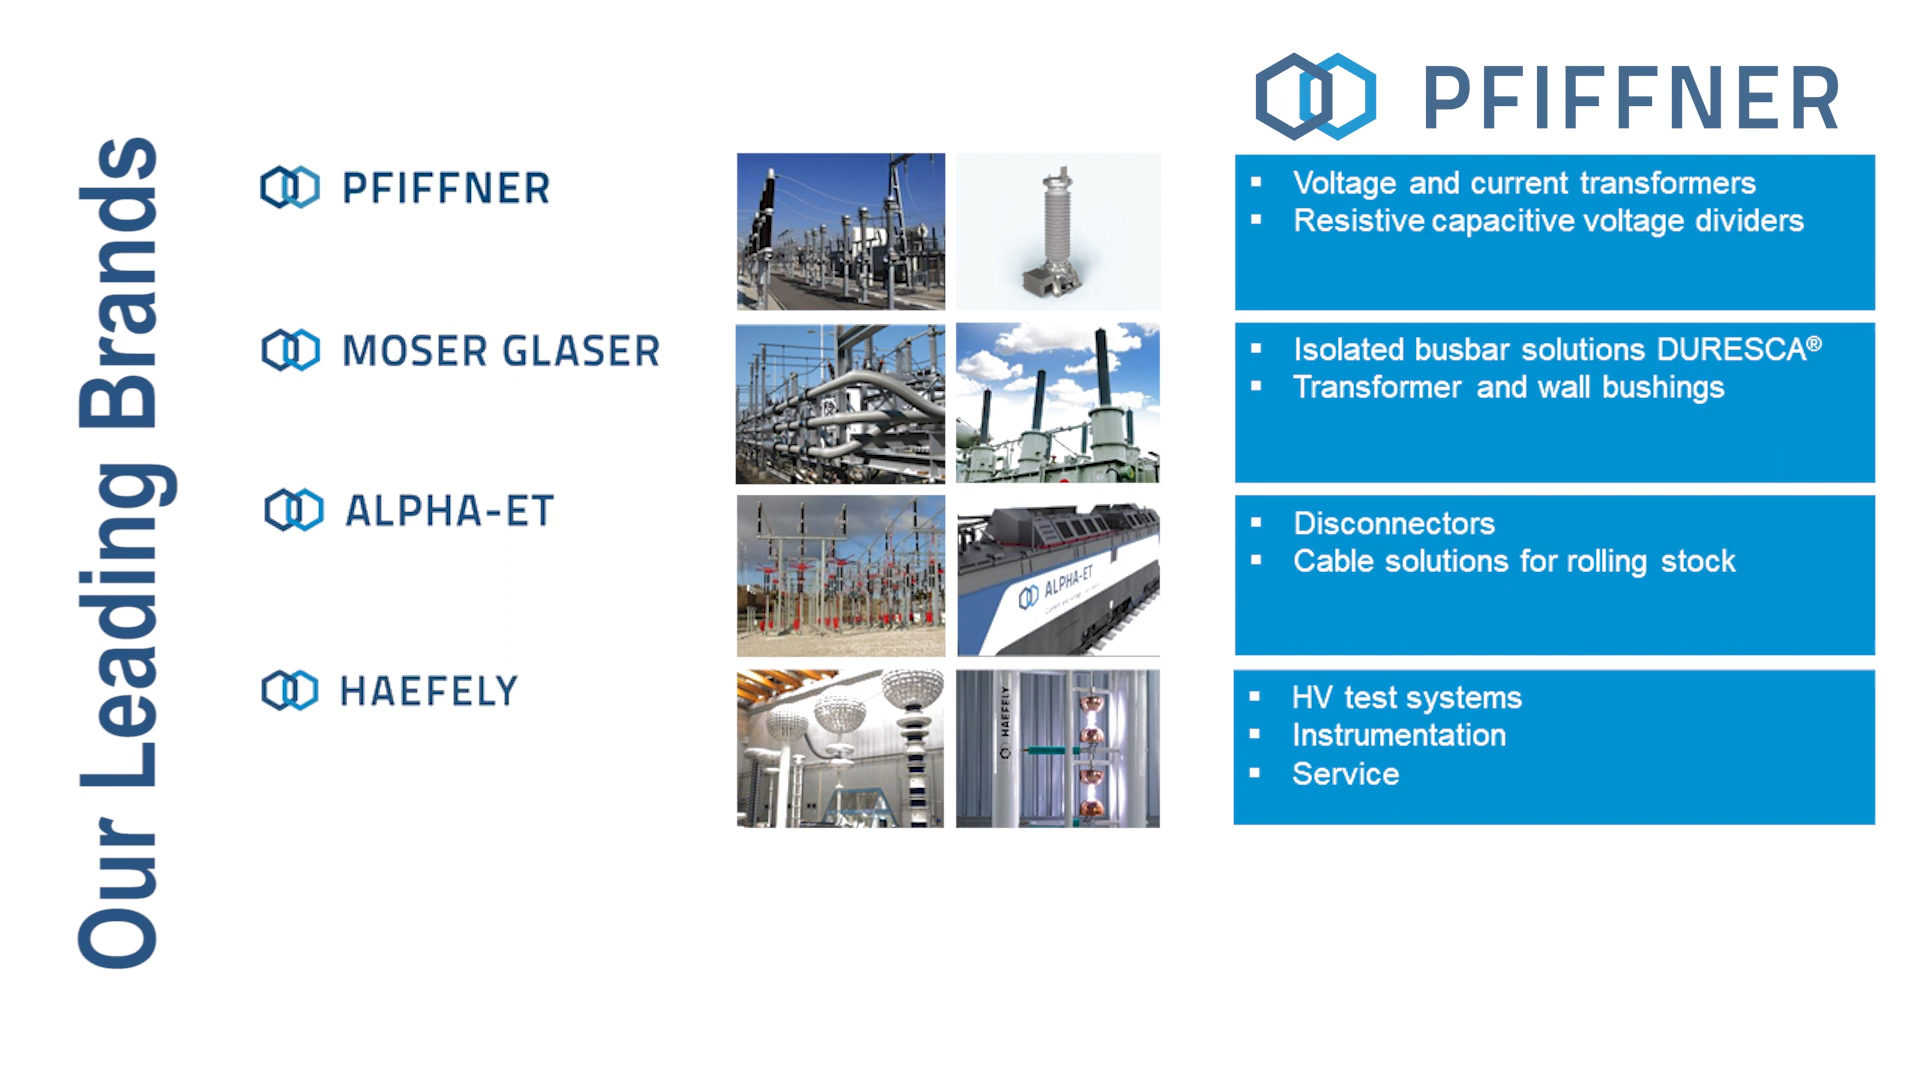 Our Leading Brands
PFIFFNER
PFIFFNER
Voltage and current transformers
Resistive capacitive voltage dividers
MOSER GLASER
Isolated busbar solutions DURESCA®
Transformer and wall bushings
ALPHA-ET
ALPHA-ET
Disconnectors
Cable solutions for rolling stock
HAEFELY
HAEFELY
HV test systems
Instrumentation
Service